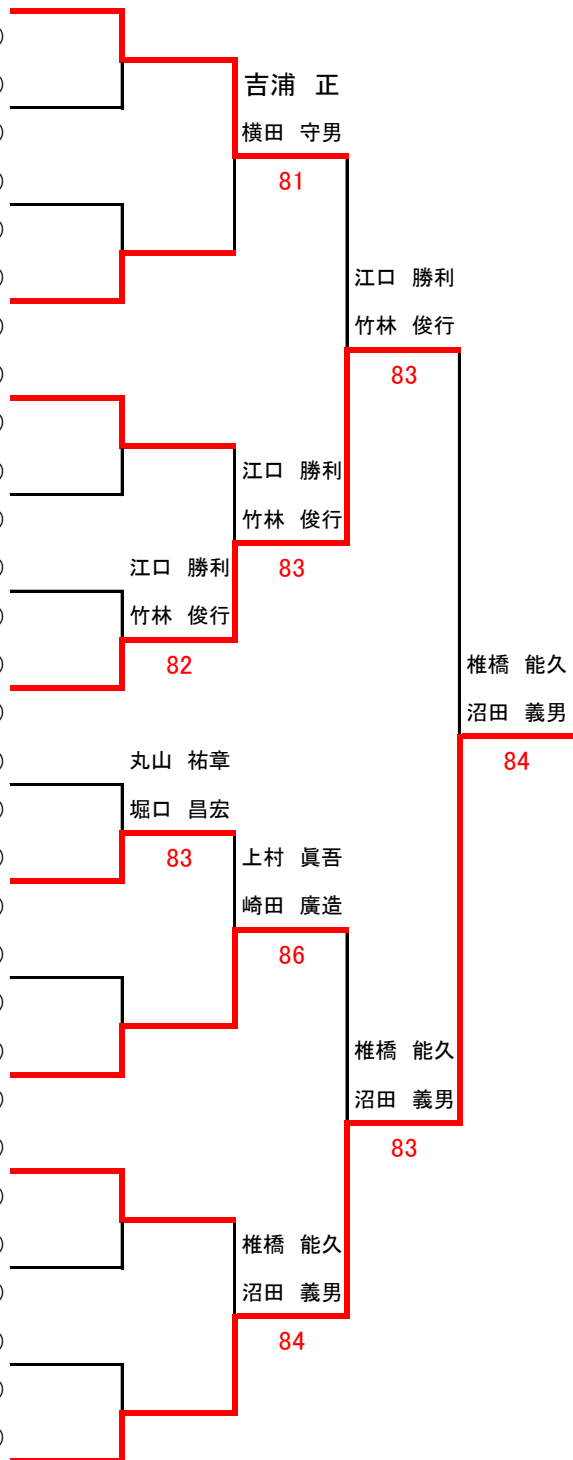 吉浦 正
横田 守男
81
江口 勝利
竹林 俊行
83
江口 勝利
竹林 俊行
83
江口 勝利
竹林 俊行
82
椎橋 能久
沼田 義男
84
丸山 祐章
堀口 昌宏
83
上村 眞吾
崎田 廣造
86
椎橋 能久
沼田 義男
83
椎橋 能久
沼田 義男
84